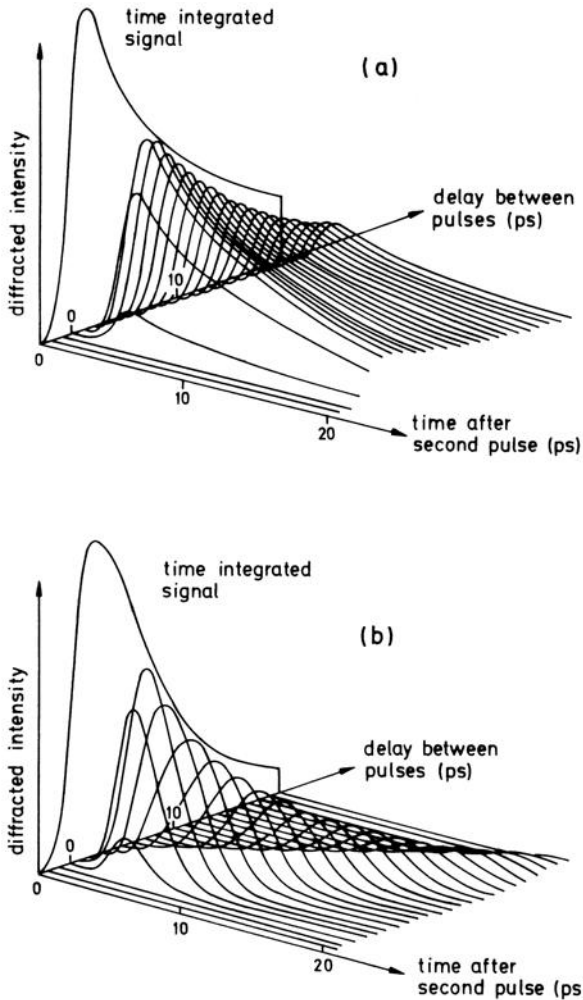 time integrated
signal
(a)
diffracted intensity
delay between
pulses (ps)
10
0
0
10
20
time after
second pulse (ps)
time integrated
signal
(b)
diffracted intensity
delay between
pulses (ps)
10
0
0
10
20
time after
second pulse (ps